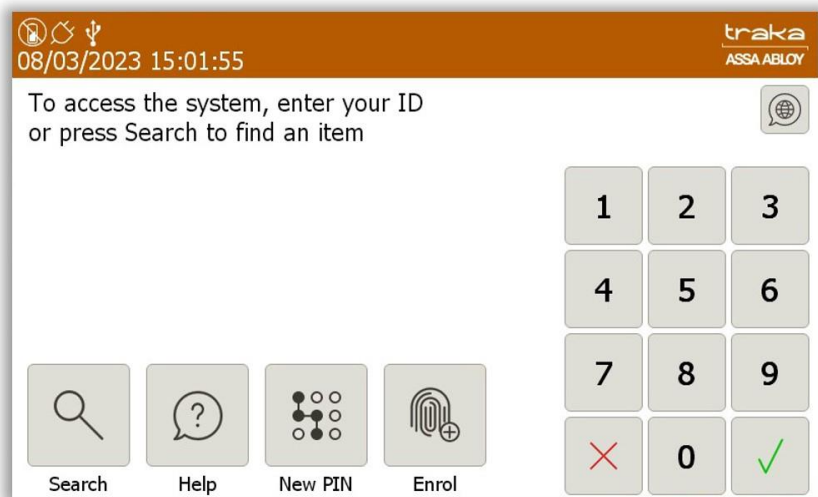 08/03/2023 15:01:55
traka
ASSA ABLOY
To access the system, enter your ID
or press Search to find an item
1 2 3
4 5 6
7 8 9
0
Search Help New PIN Enrol